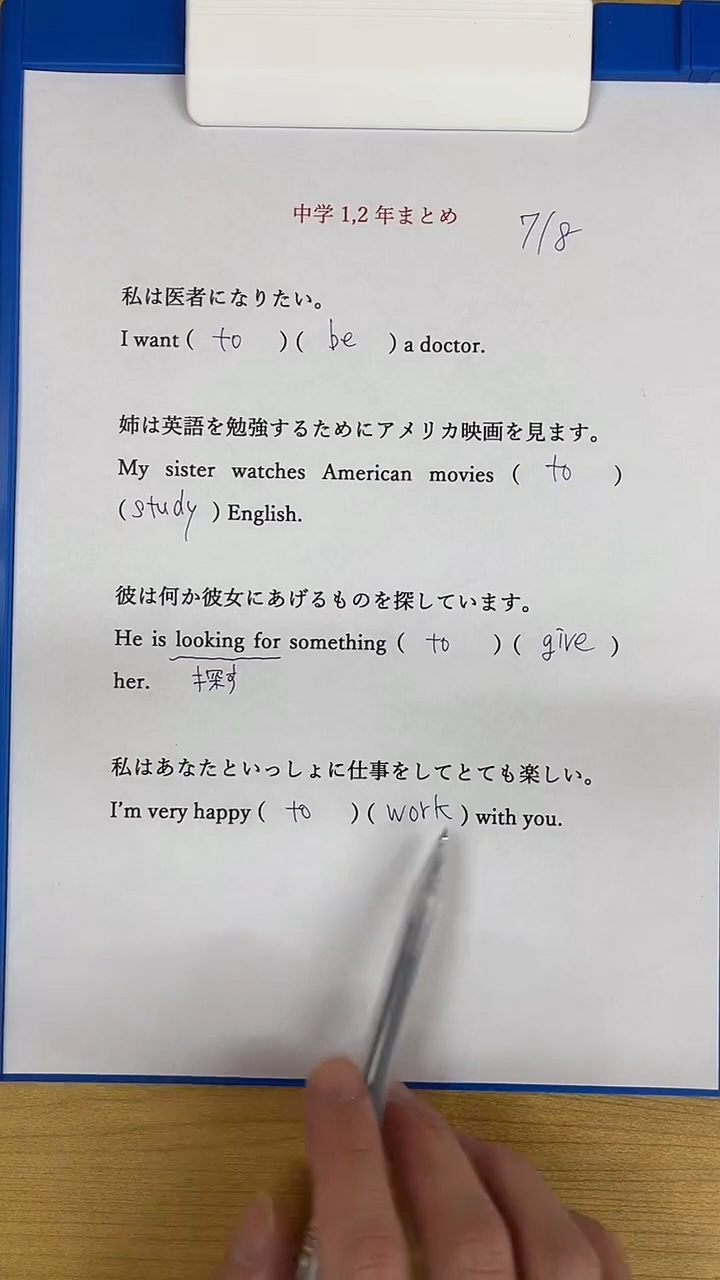 中学 1,2 年まとめ 7/8
私は医者になりたい。
I want ( to )( be ) a doctor.
姉は英語を勉強するためにアメリカ映画を見ます。
My sister watches American movies ( to )
( study ) English.
彼は何か彼女にあげるものを探しています。
He is looking for something ( to )( give )
her. 探す
私はあなたといっしょに仕事をしてとても楽しい。
I'm very happy ( to )( work ) with you.